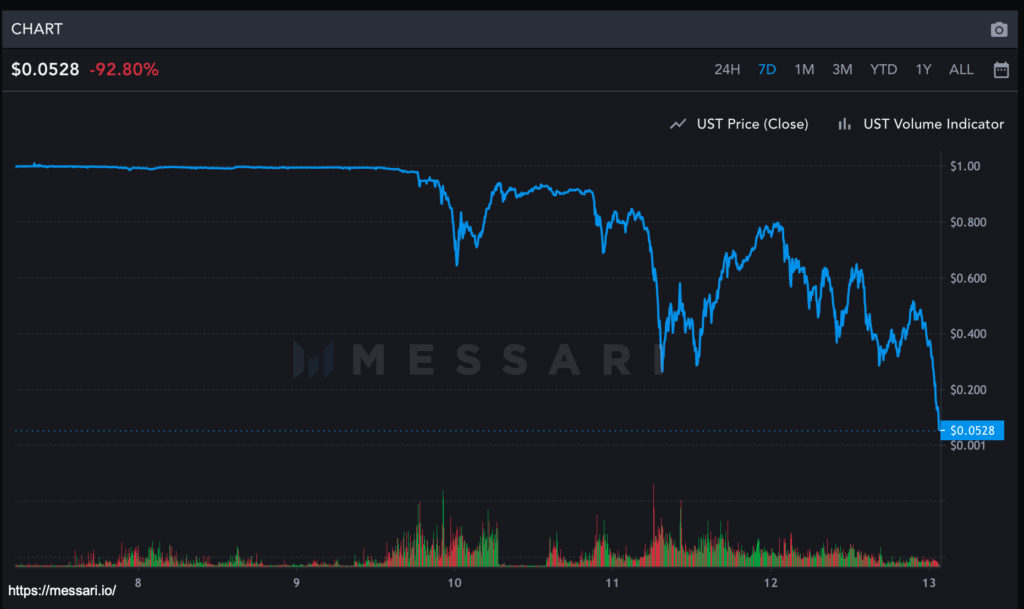 CHART
$0.0528 -92.80%
24H 7D 1M 3M YTD 1Y ALL
UST Price (Close) UST Volume Indicator
$1.00
$0.800
$0.600
$0.400
MESSARI
$0.200
$0.0528
$0.001
8 9 10 11 12 13
https://messari.io/